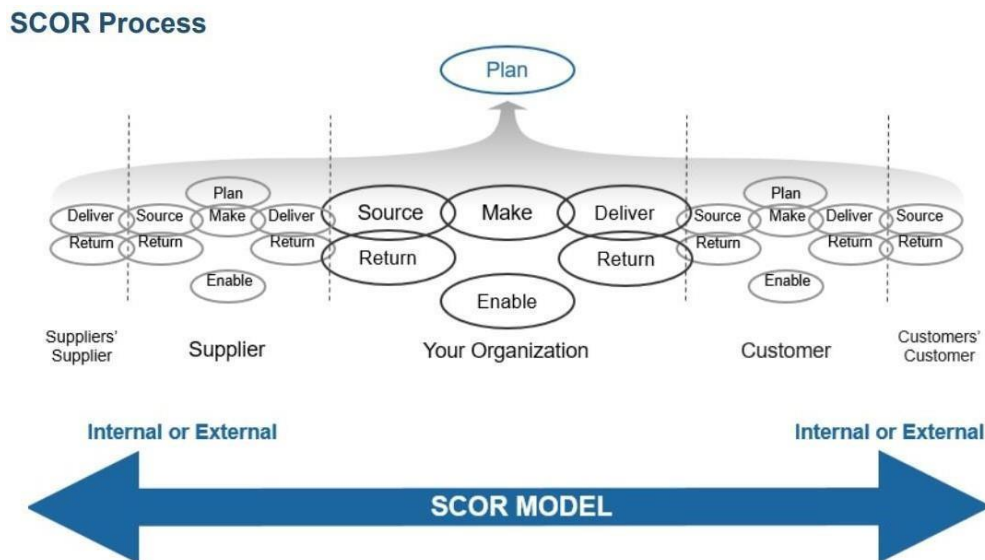 SCOR Process
Plan
Plan
Plan
Deliver Source Make Deliver Source Make Deliver Source Make Deliver Source
Return Return Return Return Return Return Return Return
Enable Enable Enable
Suppliers' Supplier Your Organization Customer Customers'
Supplier Customer
Internal or External Internal or External
SCOR MODEL